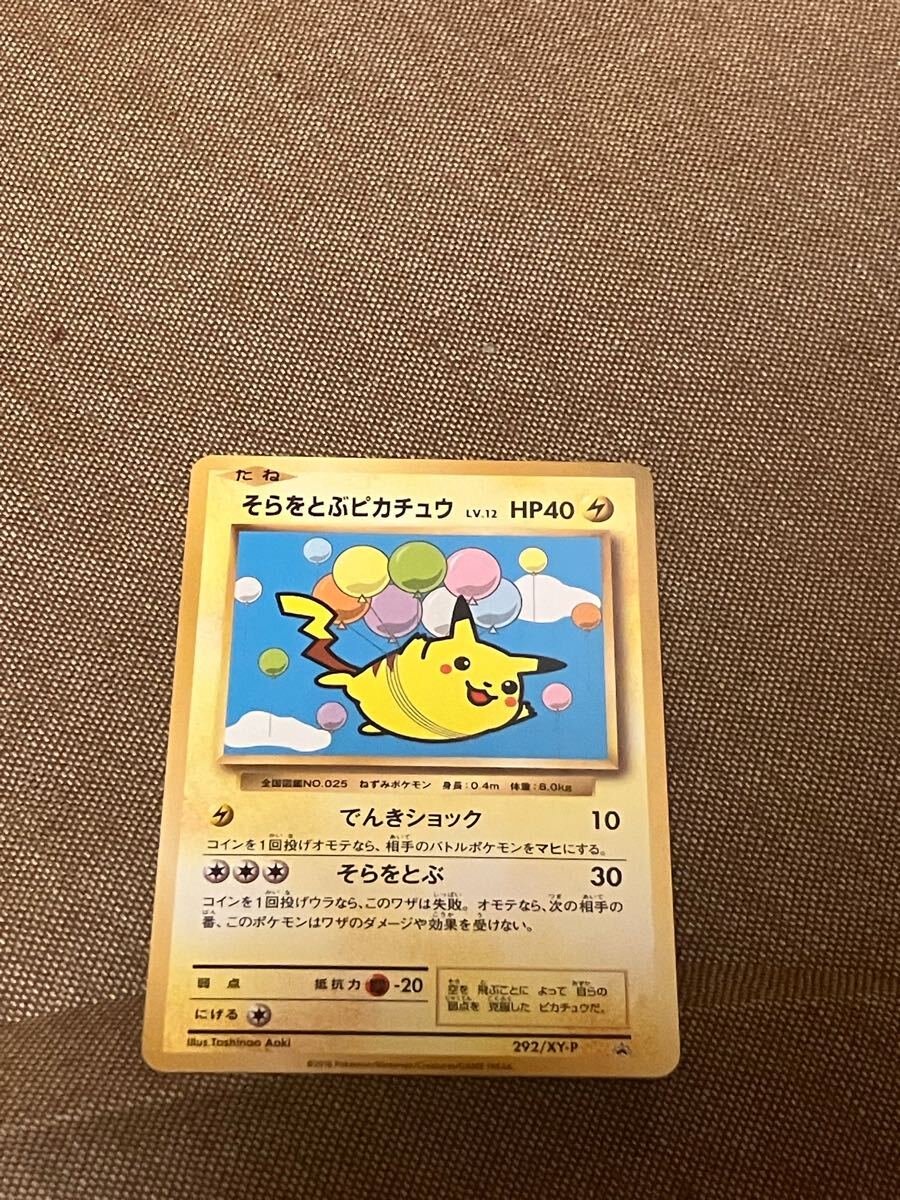 たね
そらをとぶピカチュウ LV.12 HP40
全国図鑑NO.025 ねずみポケモン 身長:0.4m 体重:6.0kg
でんきショック 10
コインを1回投げオモテなら、相手のバトルポケモンをマヒにする。
そらをとぶ 30
コインを1回投げウラなら、このワザは失敗。オモテなら、次の相手の
番、このポケモンはワザのダメージや効果を受けない。
弱点 抵抗力 -20
にげる
空を 飛ぶことに よって 自らの
弱点を 克服した ピカチュウだ。
Illus. Toshinao Aoki
292/XY-P
©2016 Pokémon/Nintendo/Creatures/GAME FREAK.